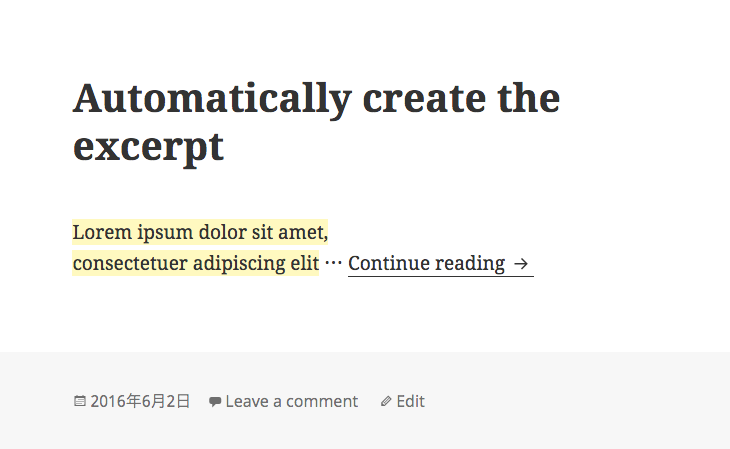 Automatically create the
excerpt
Lorem ipsum dolor sit amet,
consectetuer adipiscing elit ⋯ Continue reading →
2016年6月2日 Leave a comment Edit